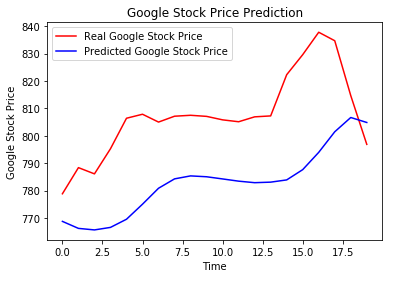 Google Stock Price Prediction
Real Google Stock Price
Predicted Google Stock Price
Google Stock Price
840
830
820
810
800
790
780
770
0.0 2.5 5.0 7.5 10.0 12.5 15.0 17.5
Time